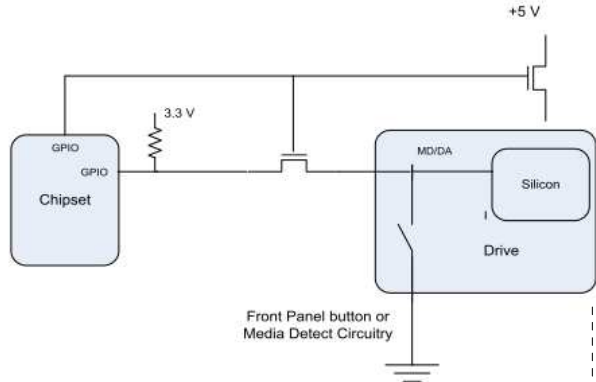 +5 V
3.3 V
GPIO
GPIO
Chipset
MD/DA
Silicon
Drive
Front Panel button or
Media Detect Circuitry